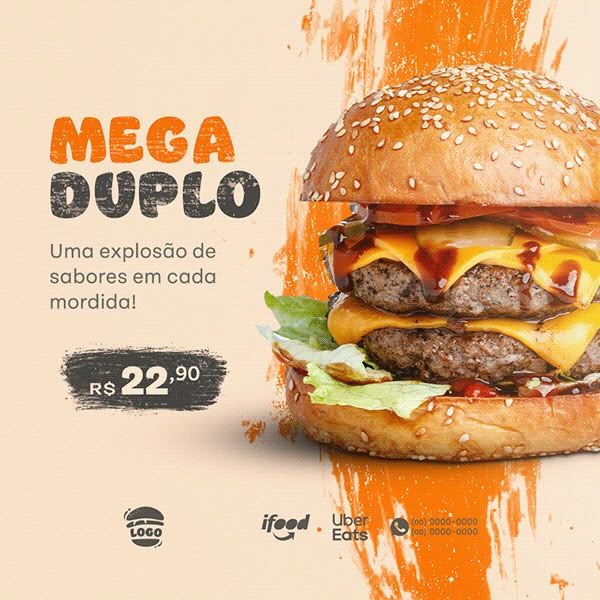 MEGA
DUPLO
Uma explosão de
sabores em cada
mordida!
R$ 22,90
LOGO
ifood
Uber
Eats
(00) 0000-0000
(00) 0000-0000